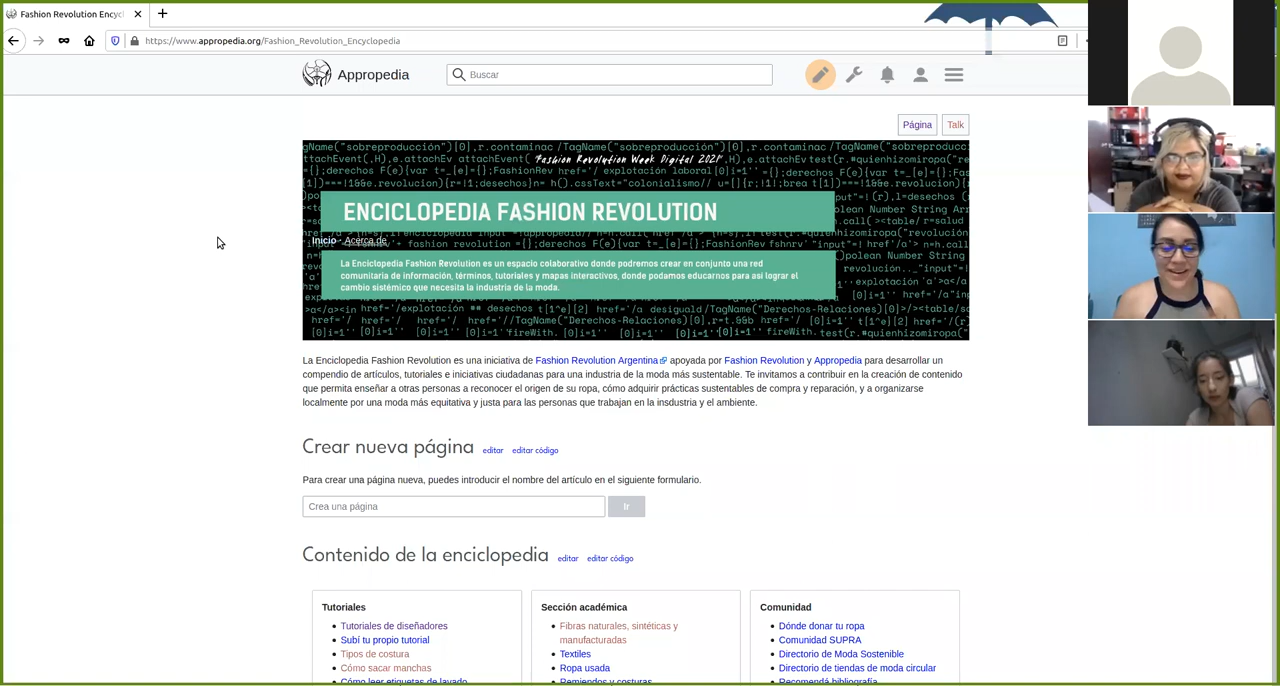 Fashion Revolution Encyc
https://www.appropedia.org/Fashion_Revolution_Encyclopedia
Appropedia
Buscar
Página
Talk
"Fashion Revolution Week Digital 2021"
ENCICLOPEDIA FASHION REVOLUTION
Inicio · Acerca de
La Enciclopedia Fashion Revolution es un espacio colaborativo donde podremos crear en conjunto una red
comunitaria de información, términos, tutoriales y mapas interactivos, donde podamos educarnos para así lograr el
cambio sistémico que necesita la industria de la moda.
La Enciclopedia Fashion Revolution es una iniciativa de Fashion Revolution Argentina apoyada por Fashion Revolution y Appropedia para desarrollar un
compendio de artículos, tutoriales e iniciativas ciudadanas para una industria de la moda más sustentable. Te invitamos a contribuir en la creación de contenido
que permita enseñar a otras personas a reconocer el origen de su ropa, cómo adquirir prácticas sustentables de compra y reparación, y a organizarse
localmente por una moda más equitativa y justa para las personas que trabajan en la insdustria y el ambiente.
Crear nueva página editar editar código
Para crear una página nueva, puedes introducir el nombre del artículo en el siguiente formulario.
Crea una página
Ir
Contenido de la enciclopedia editar editar código
Tutoriales
Tutoriales de diseñadores
Subí tu propio tutorial
Tipos de costura
Cómo sacar manchas
Cómo leer etiquetas de lavado
Sección académica
Fibras naturales, sintéticas y
manufacturadas
Textiles
Ropa usada
Remiendos y costuras
Comunidad
Dónde donar tu ropa
Comunidad SUPRA
Directorio de Moda Sostenible
Directorio de tiendas de moda circular
Recomendá bibliografía